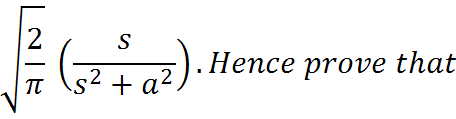 √(2/π) (s/(s² + a²)). Hence prove that